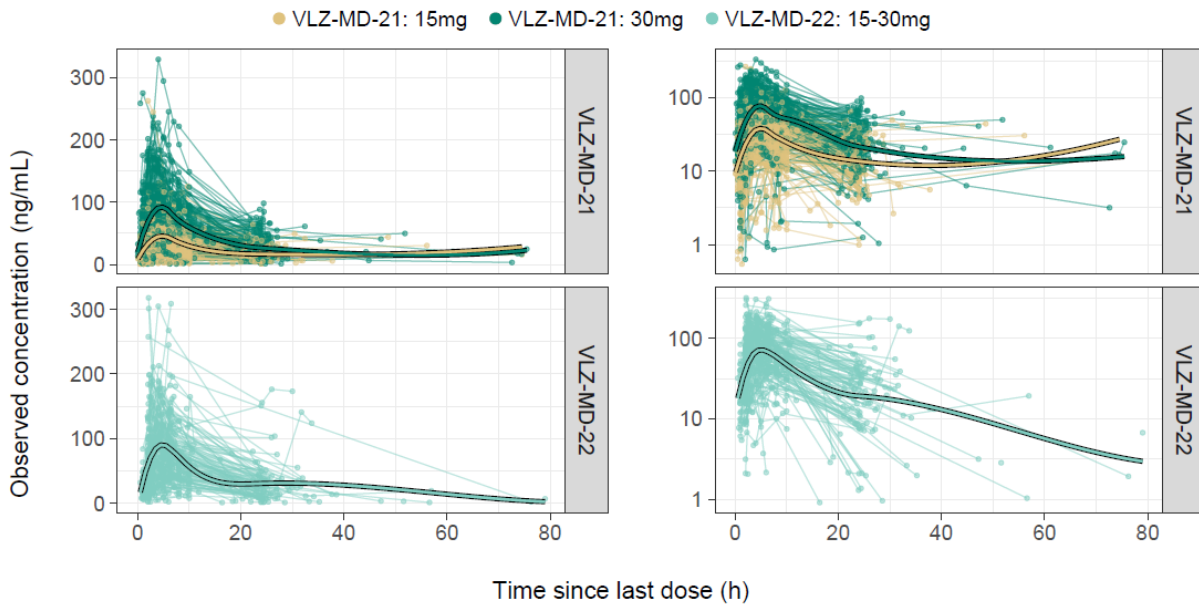 VLZ-MD-21: 15mg VLZ-MD-21: 30mg VLZ-MD-22: 15-30mg
Observed concentration (ng/mL)
300
200
100
0
VLZ-MD-21
100
10
1
VLZ-MD-21
300
200
100
0
VLZ-MD-22
100
10
1
VLZ-MD-22
0 20 40 60 80
0 20 40 60 80
Time since last dose (h)